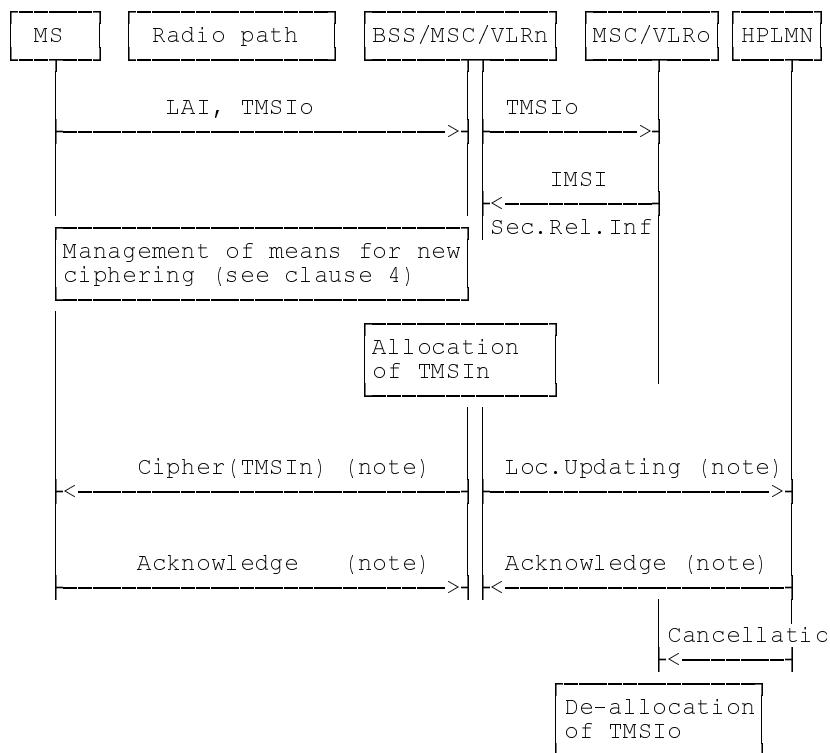 MS Radio path BSS/MSC/VLRn MSC/VLRo HPLMN
LAI, TMSIo TMSIo
IMSI
Sec.Rel.Inf
Management of means for new
ciphering (see clause 4)
Allocation
of TMSIn
Cipher(TMSIn) (note) Loc.Updating (note)
Acknowledge (note) Acknowledge (note)
Cancellatio
De-allocation
of TMSIo